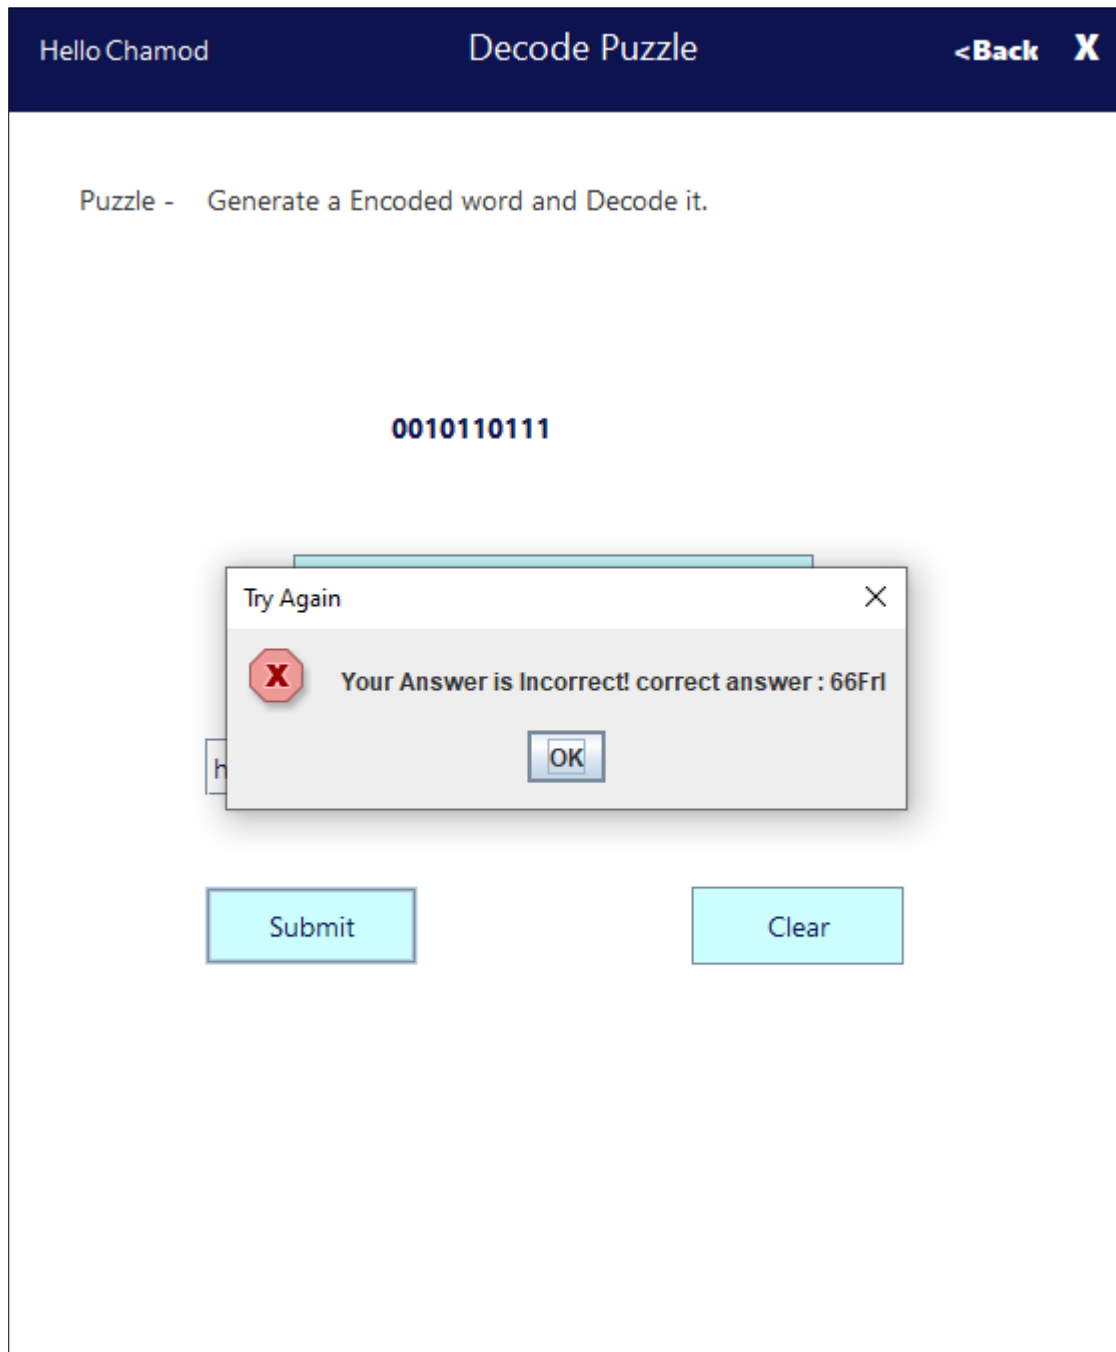 Hello Chamod
Decode Puzzle
<Back X
Puzzle - Generate a Encoded word and Decode it.
0010110111
Try Again
Your Answer is Incorrect! correct answer : 66FrI
OK
h
Submit
Clear